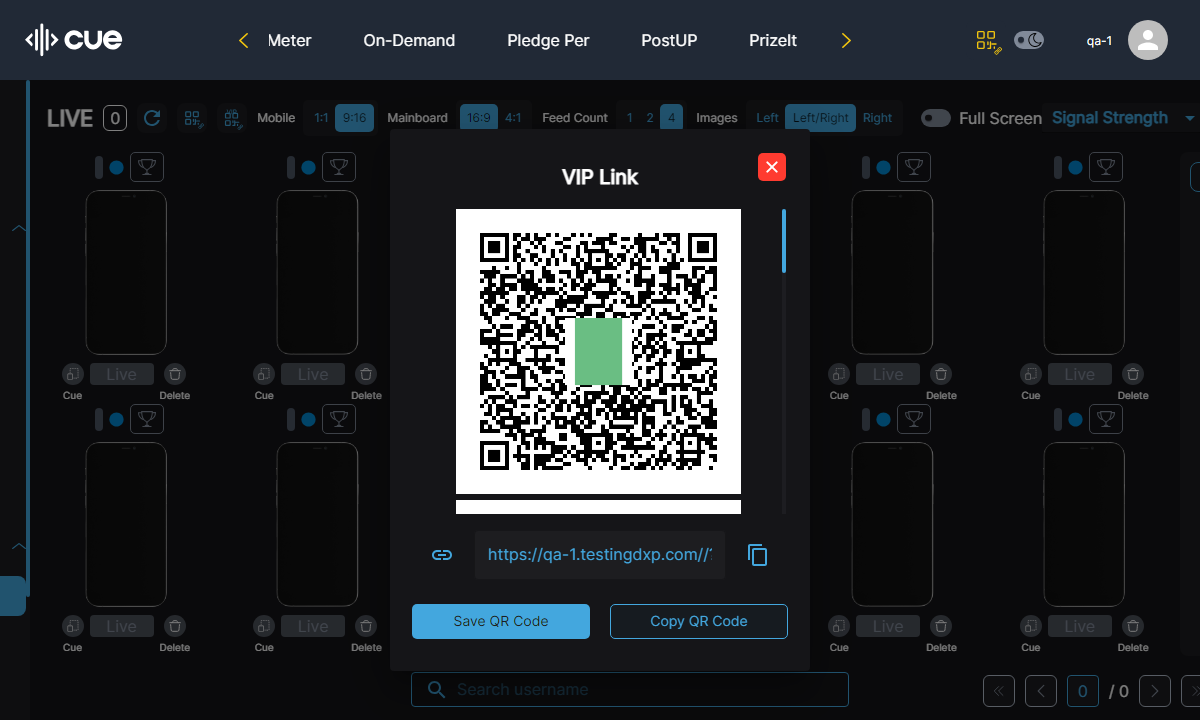 cue
Meter On-Demand Pledge Per PostUP PrizeIt
qa-1
LIVE 0 Mobile 1:1 9:16 Mainboard 16:9 4:1 Feed Count 1 2 4 Images Left Left/Right Right Full Screen Signal Strength
VIP Link
Live Live Live Live
Cue Delete Cue Delete Cue Delete Cue Delete
https://qa-1.testingdxp.com//
Save QR Code Copy QR Code
Live Live Live Live
Cue Delete Cue Delete Cue Delete Cue Delete
Search username
0 / 0